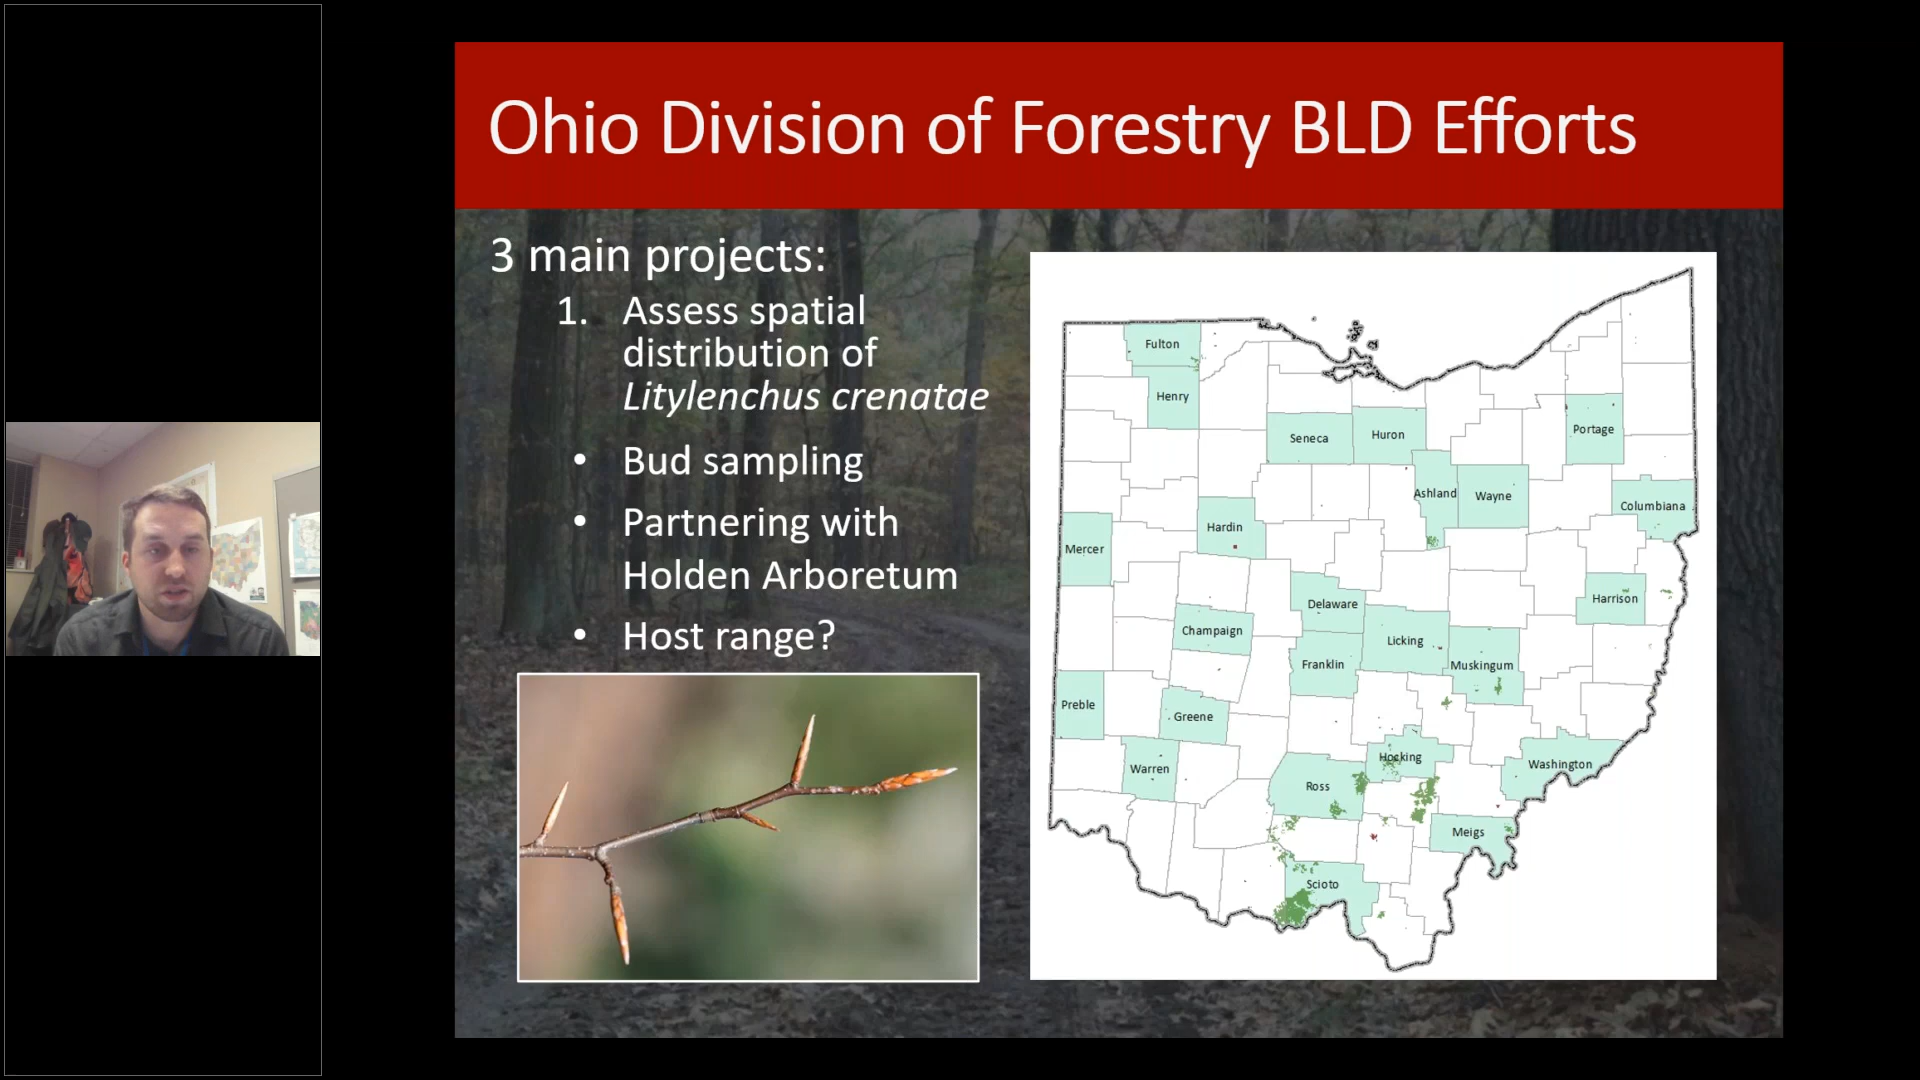 Ohio Division of Forestry BLD Efforts
3 main projects:
1. Assess spatial
distribution of
Litylenchus crenatae
• Bud sampling
• Partnering with
Holden Arboretum
• Host range?
Fulton
Henry
Seneca
Huron
Portage
Ashland
Wayne
Columbiana
Hardin
Mercer
Harrison
Delaware
Champaign
Licking
Franklin
Muskingum
Preble
Greene
Hocking
Warren
Washington
Ross
Meigs
Scioto